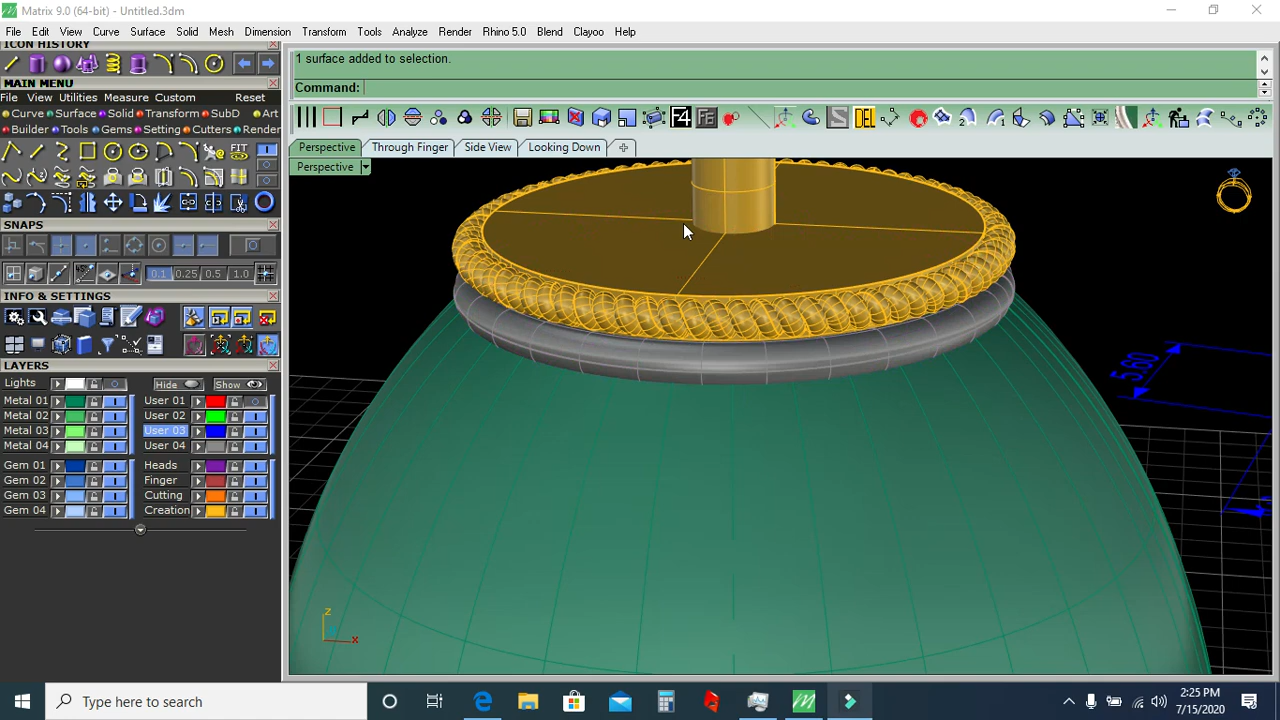 Matrix 9.0 (64-bit) - Untitled.3dm
File Edit View Curve Surface Solid Mesh Dimension Transform Tools Analyze Render Rhino 5.0 Blend Clayoo Help
ICON HISTORY
1 surface added to selection.
Command:
MAIN MENU
File View Utilities Measure Custom Reset
Curve Surface Solid Transform SubD Art
Builder Tools Gems Setting Cutters Render
FIT
F4
DEL
Perspective Through Finger Side View Looking Down
Perspective
SNAPS
0.1 0.25 0.5 1.0
INFO & SETTINGS
LAYERS
Lights Hide Show
Metal 01 User 01
Metal 02 User 02
Metal 03 User 03
Metal 04 User 04
Gem 01 Heads
Gem 02 Finger
Gem 03 Cutting
Gem 04 Creation
5,60
z
x
Type here to search
2:25 PM
7/15/2020